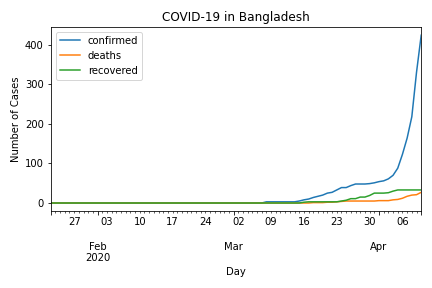 COVID-19 in Bangladesh
confirmed
deaths
recovered
Number of Cases
400
300
200
100
0
27 03 10 17 24 02 09 16 23 30 06
Feb Mar Apr
2020
Day